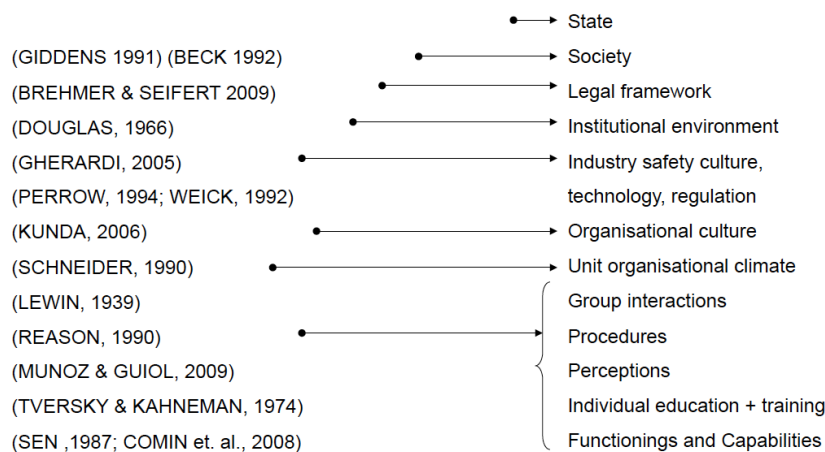 State
(GIDDENS 1991) (BECK 1992) Society
(BREHMER & SEIFERT 2009) Legal framework
(DOUGLAS, 1966) Institutional environment
(GHERARDI, 2005) Industry safety culture,
(PERROW, 1994; WEICK, 1992) technology, regulation
(KUNDA, 2006) Organisational culture
(SCHNEIDER, 1990) Unit organisational climate
(LEWIN, 1939) Group interactions
(REASON, 1990) Procedures
(MUNOZ & GUIOL, 2009) Perceptions
(TVERSKY & KAHNEMAN, 1974) Individual education + training
(SEN ,1987; COMIN et. al., 2008) Functionings and Capabilities